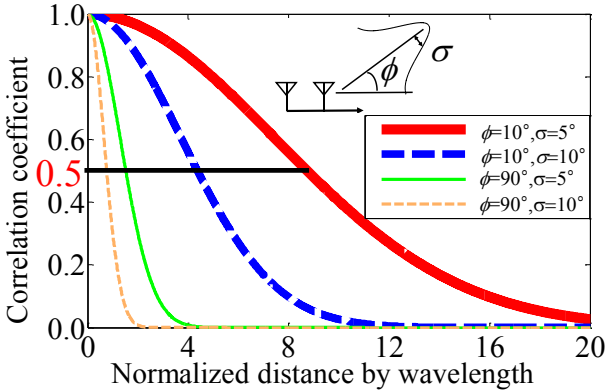 Correlation coefficient
1.0
0.8
0.6
0.5
0.4
0.2
0.0
ϕ
σ
ϕ=10°,σ=5°
ϕ=10°,σ=10°
ϕ=90°,σ=5°
ϕ=90°,σ=10°
0 4 8 12 16 20
Normalized distance by wavelength